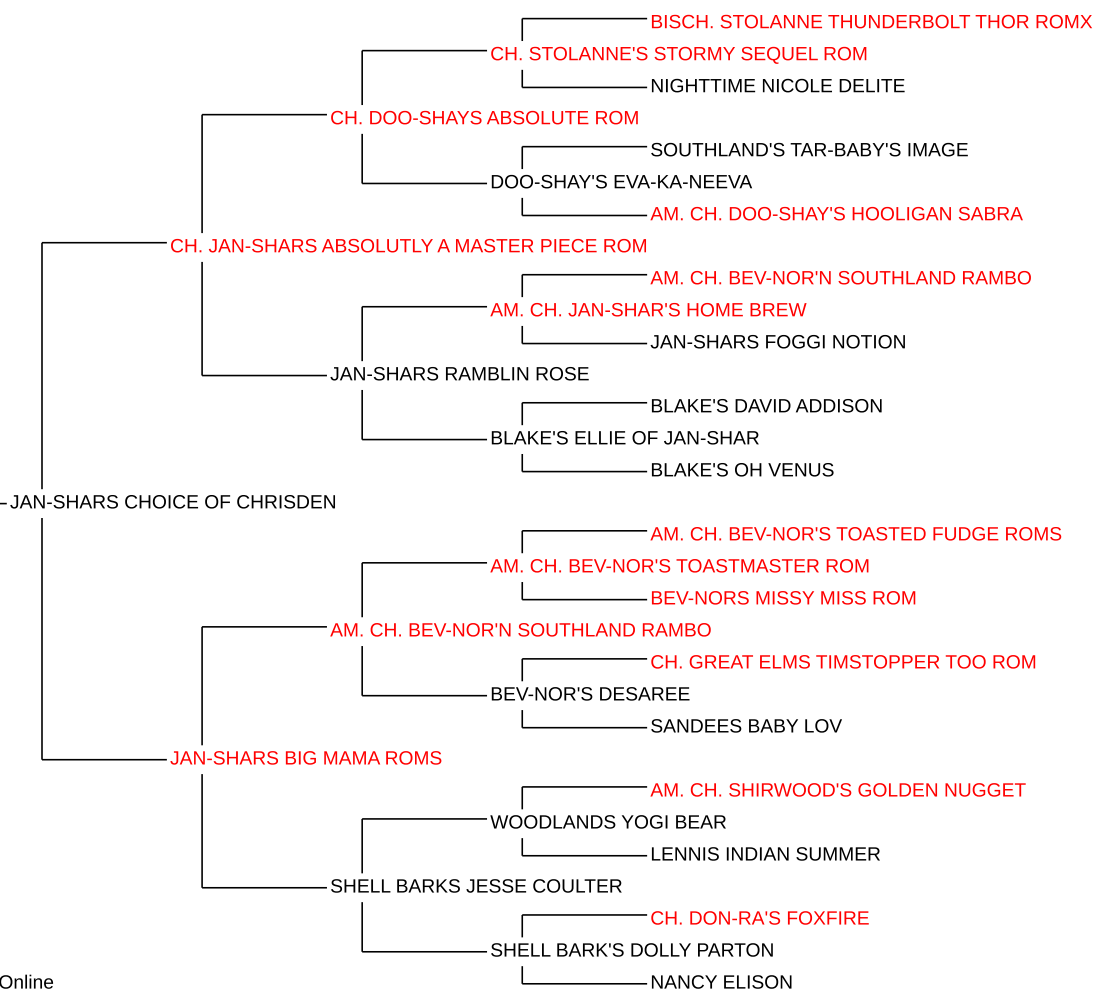 BISCH. STOLANNE THUNDERBOLT THOR ROMX
CH. STOLANNE'S STORMY SEQUEL ROM
NIGHTTIME NICOLE DELITE
CH. DOO-SHAYS ABSOLUTE ROM
SOUTHLAND'S TAR-BABY'S IMAGE
DOO-SHAY'S EVA-KA-NEEVA
AM. CH. DOO-SHAY'S HOOLIGAN SABRA
CH. JAN-SHARS ABSOLUTLY A MASTER PIECE ROM
AM. CH. BEV-NOR'N SOUTHLAND RAMBO
AM. CH. JAN-SHAR'S HOME BREW
JAN-SHARS FOGGI NOTION
JAN-SHARS RAMBLIN ROSE
BLAKE'S DAVID ADDISON
BLAKE'S ELLIE OF JAN-SHAR
BLAKE'S OH VENUS
JAN-SHARS CHOICE OF CHRISDEN
AM. CH. BEV-NOR'S TOASTED FUDGE ROMS
AM. CH. BEV-NOR'S TOASTMASTER ROM
BEV-NORS MISSY MISS ROM
AM. CH. BEV-NOR'N SOUTHLAND RAMBO
CH. GREAT ELMS TIMSTOPPER TOO ROM
BEV-NOR'S DESAREE
SANDEES BABY LOV
JAN-SHARS BIG MAMA ROMS
AM. CH. SHIRWOOD'S GOLDEN NUGGET
WOODLANDS YOGI BEAR
LENNIS INDIAN SUMMER
SHELL BARKS JESSE COULTER
CH. DON-RA'S FOXFIRE
SHELL BARK'S DOLLY PARTON
NANCY ELISON
Online